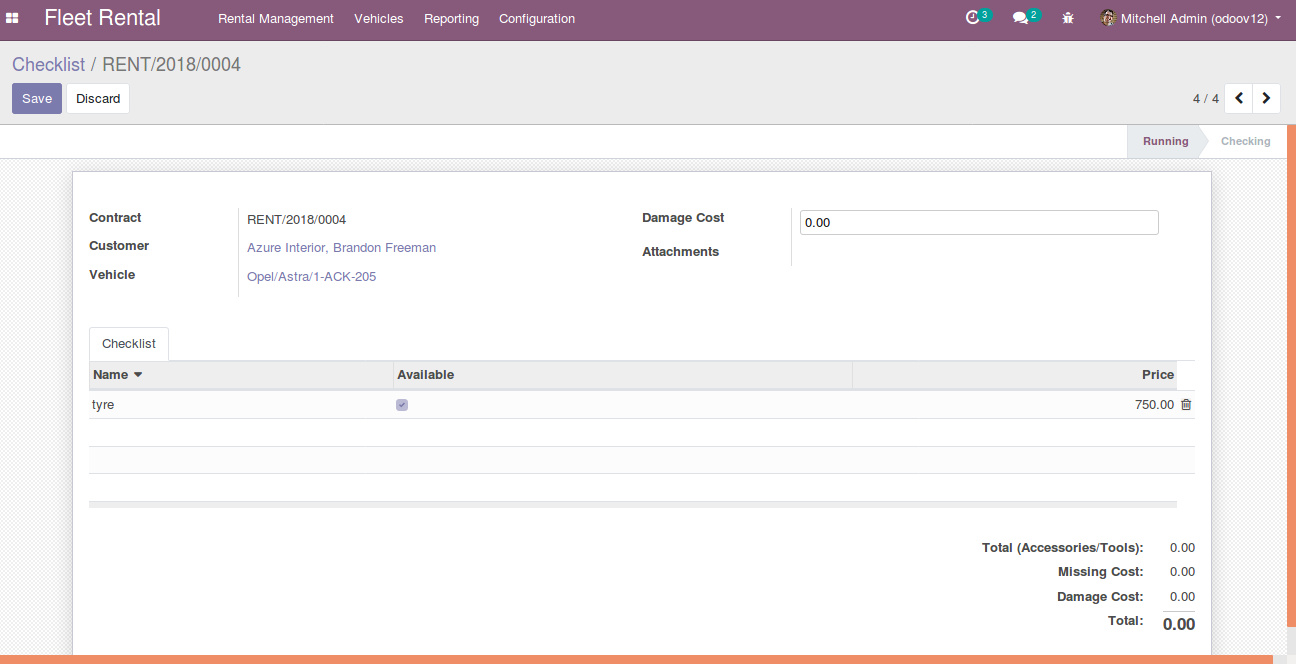 Fleet Rental Rental Management Vehicles Reporting Configuration 3 2 Mitchell Admin (odoov12)
Checklist / RENT/2018/0004
Save Discard 4 / 4
Running Checking
Contract RENT/2018/0004 Damage Cost 0.00
Customer Azure Interior, Brandon Freeman Attachments
Vehicle Opel/Astra/1-ACK-205
Checklist
Name Available Price
tyre 750.00
Total (Accessories/Tools): 0.00
Missing Cost: 0.00
Damage Cost: 0.00
Total: 0.00